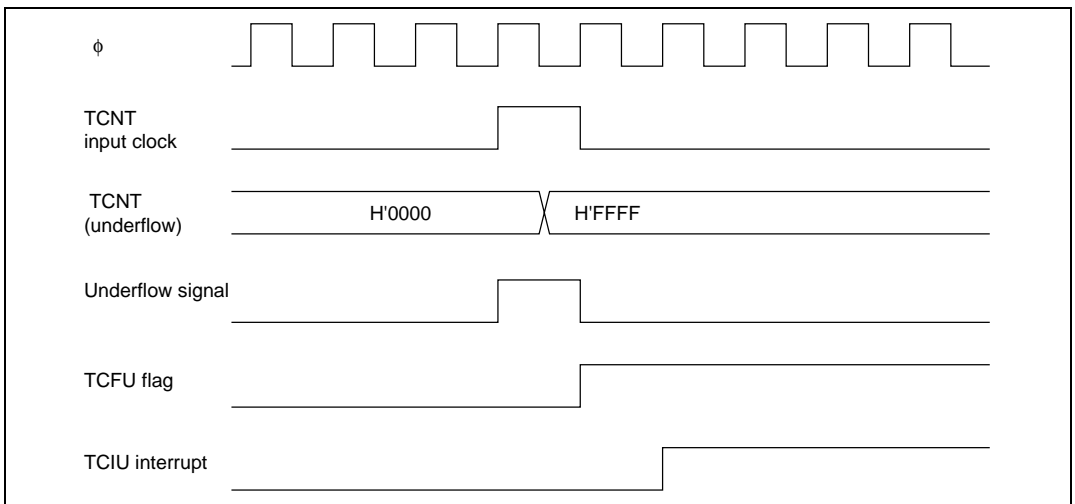 ϕ
TCNT
input clock
TCNT
(underflow)
H'0000
H'FFFF
Underflow signal
TCFU flag
TCIU interrupt